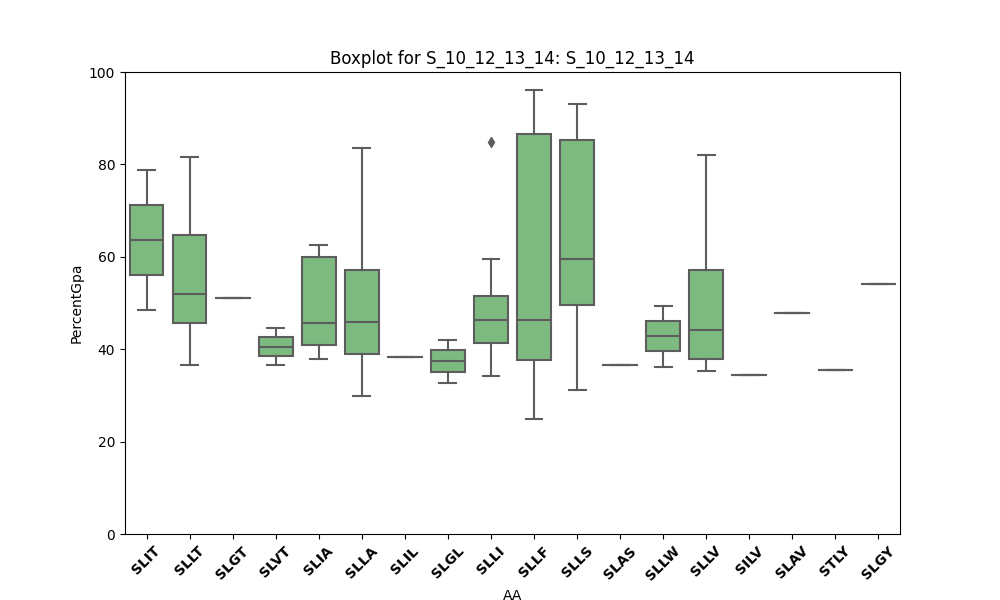 Boxplot for S_10_12_13_14: S_10_12_13_14
PercentGpa
100
80
60
40
20
0
SLIT SLLT SLGT SLVT SLIA SLLA SLIL SLGL SLLI SLLF SLLS SLAS SLLW SLLV SILV SLAV STLY SLGY
AA